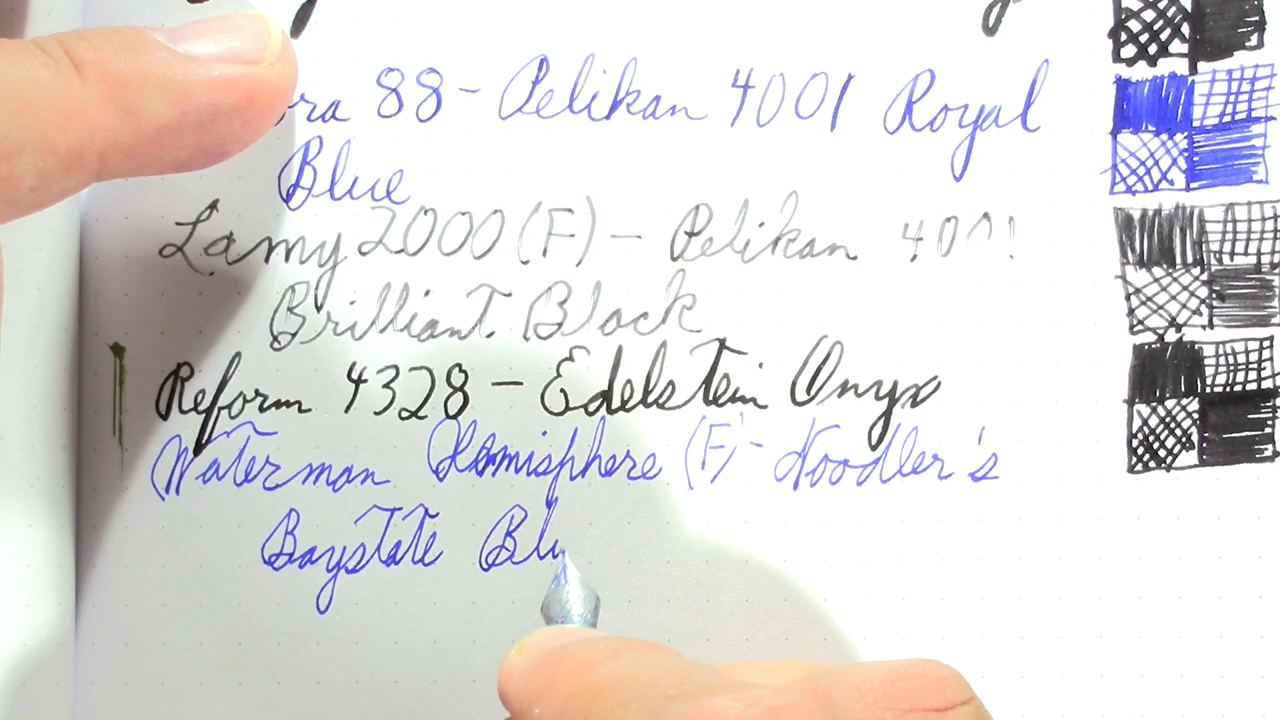 88 - Pelikan 4001 Royal
Blue
Lamy 2000 (F) - Pelikan 4001
Brilliant Black
Reform 4328 - Edelstein Onyx
Waterman Hemisphere (F) - Noodler's
Baystate Blu